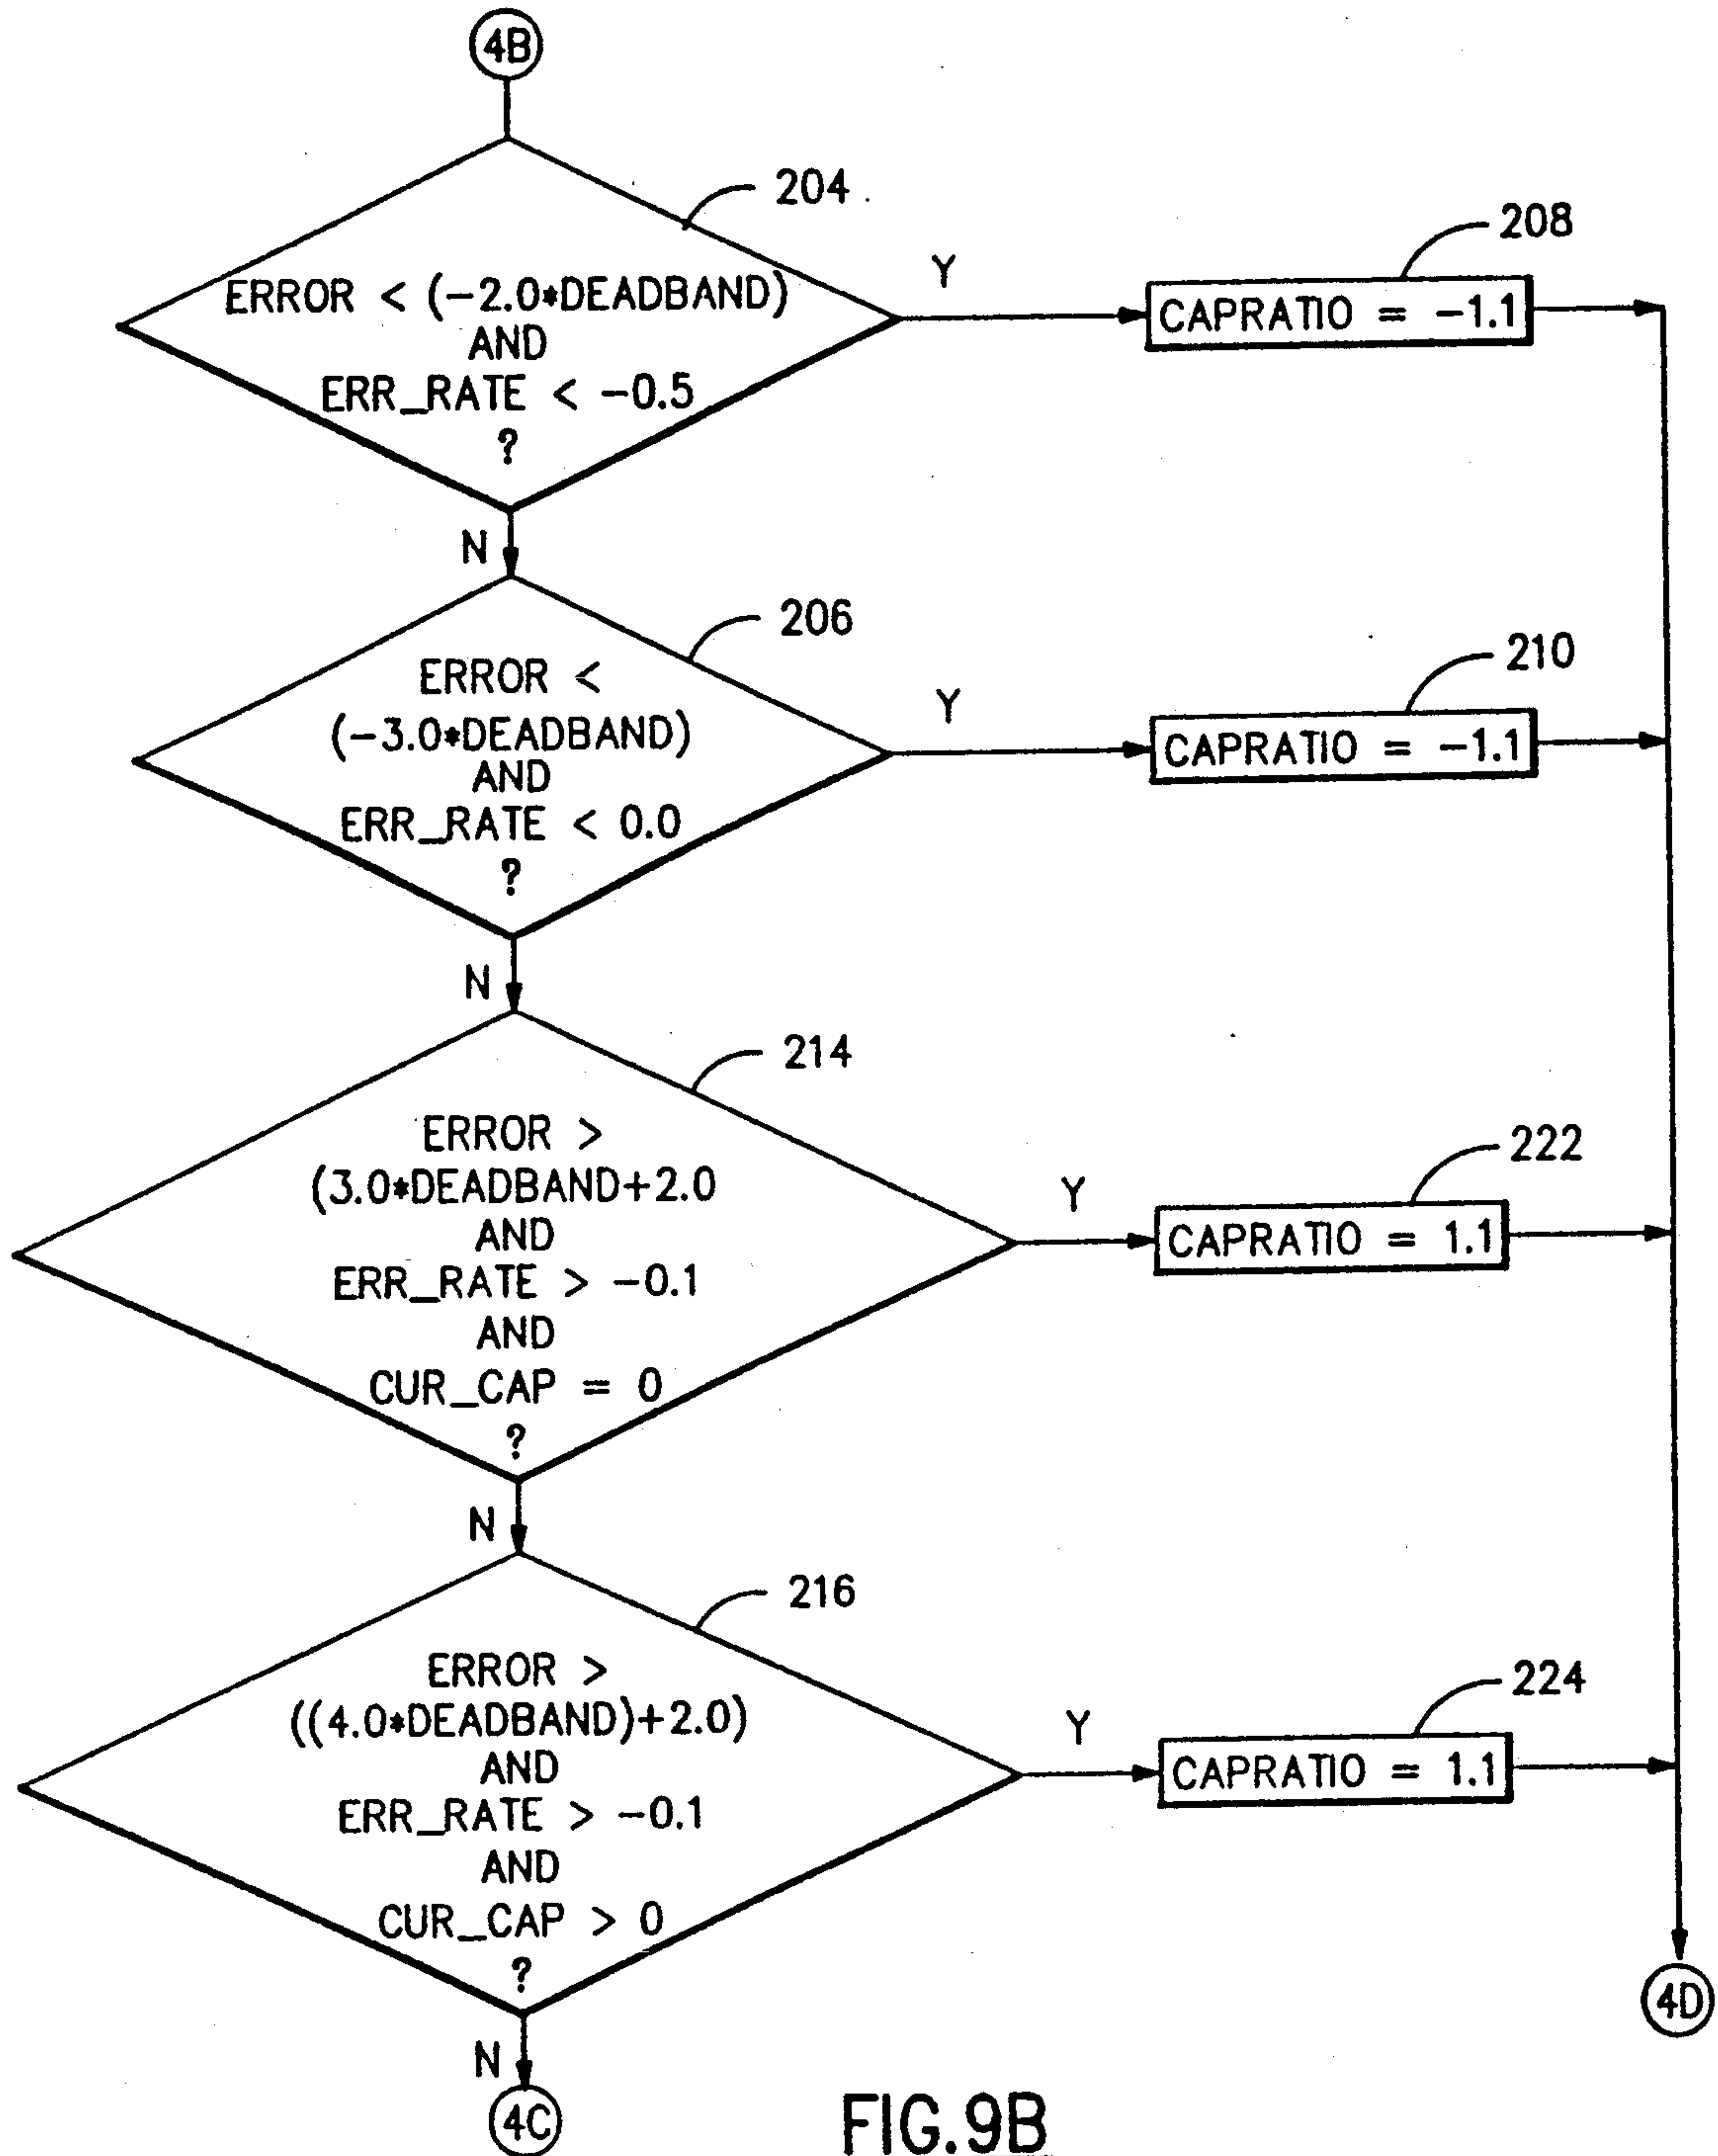 4B
204
ERROR < (-2.0*DEADBAND)
AND
ERR_RATE < -0.5
?
Y
208
CAPRATIO = -1.1
N
206
ERROR <
(-3.0*DEADBAND)
AND
ERR_RATE < 0.0
?
Y
210
CAPRATIO = -1.1
N
214
ERROR >
(3.0*DEADBAND+2.0
AND
ERR_RATE > -0.1
AND
CUR_CAP = 0
?
Y
222
CAPRATIO = 1.1
N
216
ERROR >
((4.0*DEADBAND)+2.0)
AND
ERR_RATE > -0.1
AND
CUR_CAP > 0
?
Y
224
CAPRATIO = 1.1
4D
N
4C
FIG.9B